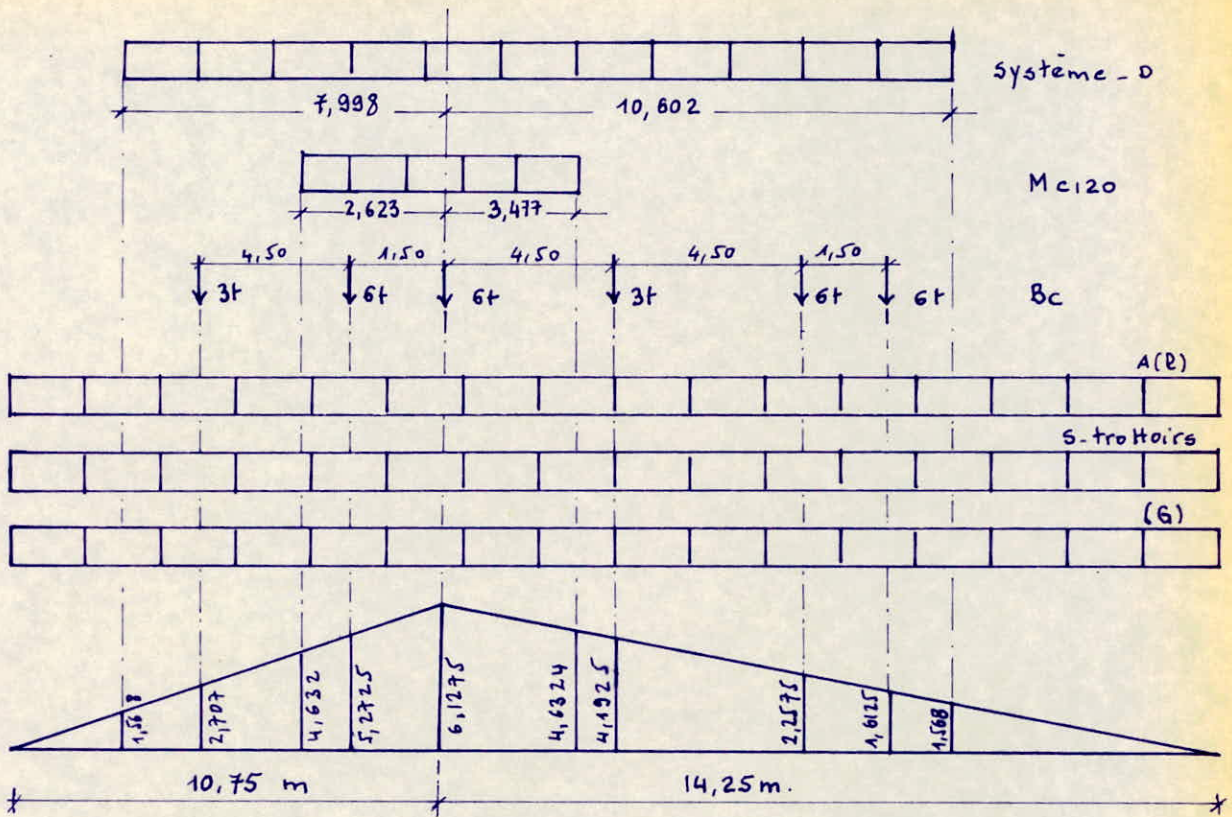 système - D
7,998 10,602
Mc120
2,623 3,477
4,50 1,50 4,50 4,50 1,50
3t 6t 6t 3t 6t 6t Bc
A(l)
S-trottoirs
(G)
1,568 2,707 4,632 5,2725 6,1275 4,6324 4,1925 2,2575 1,6125 1,568
10,75 m 14,25m.